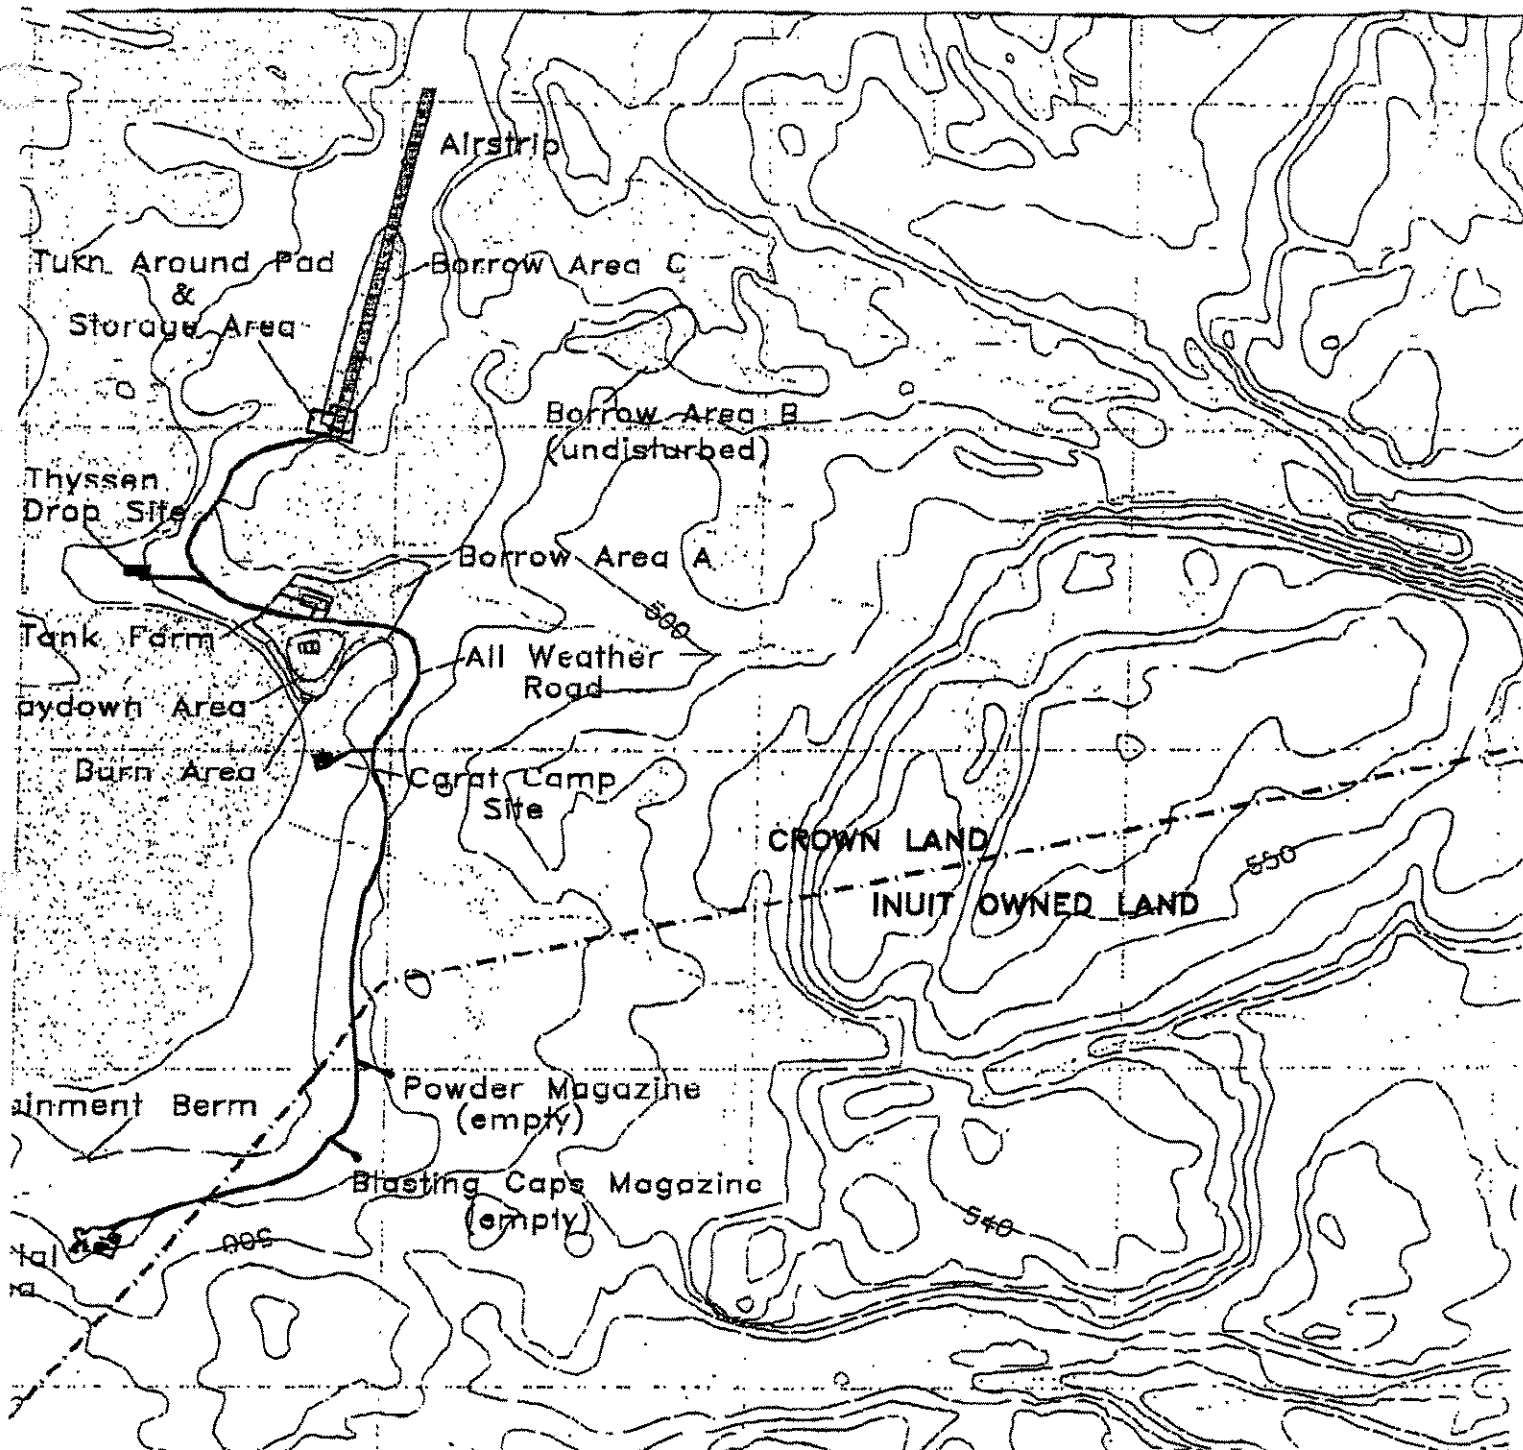 Airstrip
Turn Around Pad
&
Storage Area
Borrow Area C
Borrow Area B
(undisturbed)
Thyssen
Drop Site
Borrow Area A
500
Tank Farm
All Weather
Road
aydown Area
Burn Area
Carat Camp
Site
CROWN LAND
550
INUIT OWNED LAND
Powder Magazine
(empty)
ainment Berm
Blasting Caps Magazine
(empty)
540
500
tal